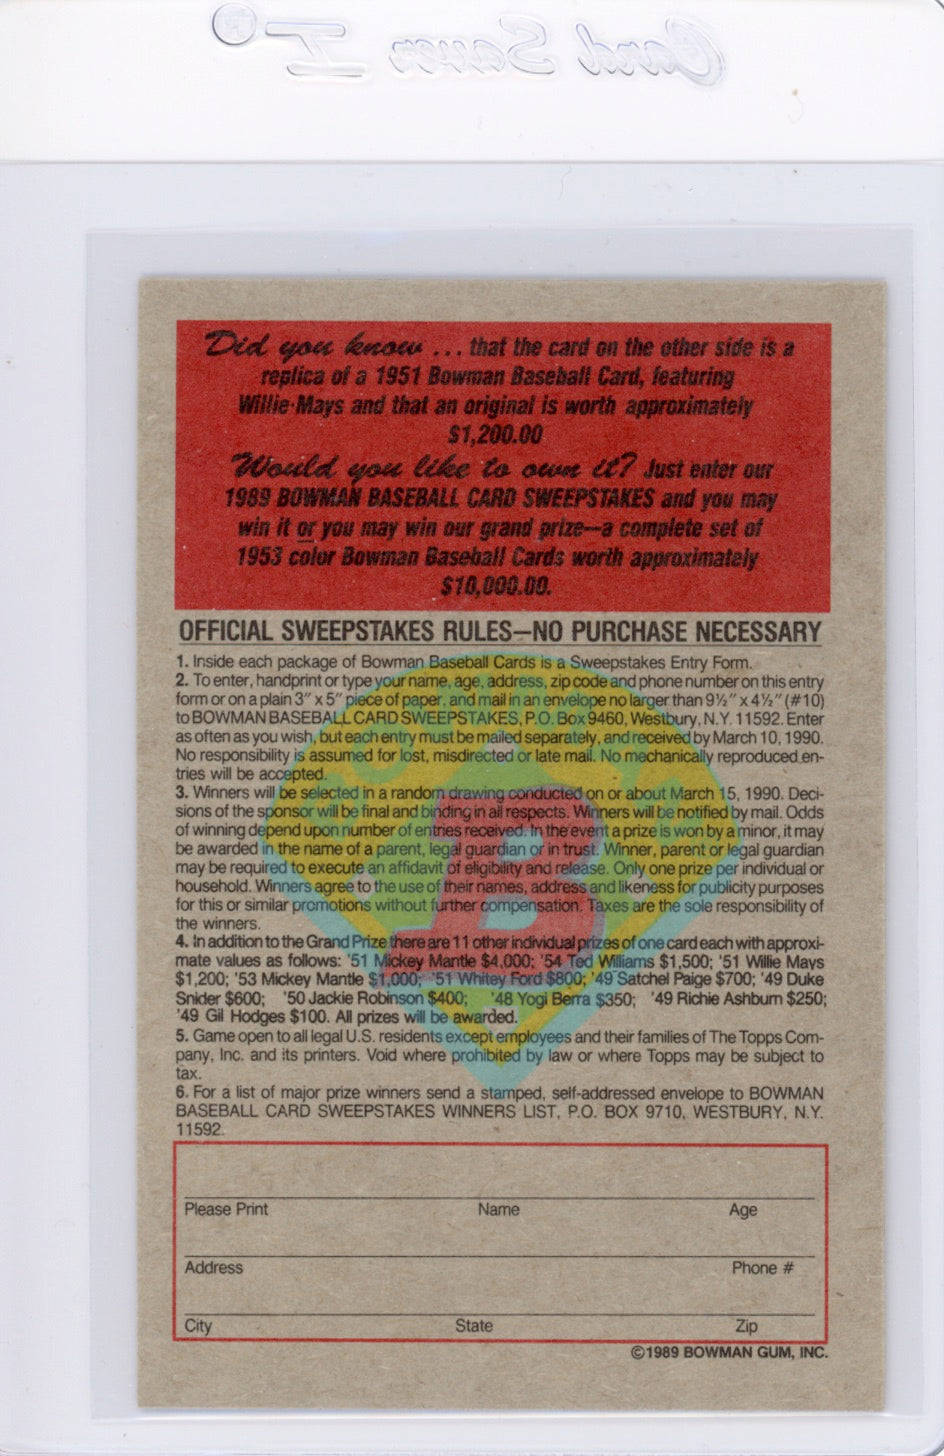 Card Saver I
Did you know ... that the card on the other side is a
replica of a 1951 Bowman Baseball Card, featuring
Willie Mays and that an original is worth approximately
$1,200.00
Would you like to own it? Just enter our
1989 BOWMAN BASEBALL CARD SWEEPSTAKES and you may
win it or you may win our grand prize—a complete set of
1953 color Bowman Baseball Cards worth approximately
$10,000.00.
OFFICIAL SWEEPSTAKES RULES—NO PURCHASE NECESSARY
1. Inside each package of Bowman Baseball Cards is a Sweepstakes Entry Form.
2. To enter, handprint or type your name, age, address, zip code and phone number on this entry
form or on a plain 3″ x 5″ piece of paper, and mail in an envelope no larger than 9½″ x 4½″ (#10)
to BOWMAN BASEBALL CARD SWEEPSTAKES, P.O. Box 9460, Westbury, N.Y. 11592. Enter
as often as you wish, but each entry must be mailed separately, and received by March 10, 1990.
No responsibility is assumed for lost, misdirected or late mail. No mechanically reproduced en-
tries will be accepted.
3. Winners will be selected in a random drawing conducted on or about March 15, 1990. Deci-
sions of the sponsor will be final and binding in all respects. Winners will be notified by mail. Odds
of winning depend upon number of entries received. In the event a prize is won by a minor, it may
be awarded in the name of a parent, legal guardian or in trust. Winner, parent or legal guardian
may be required to execute an affidavit of eligibility and release. Only one prize per individual or
household. Winners agree to the use of their names, address and likeness for publicity purposes
for this or similar promotions without further compensation. Taxes are the sole responsibility of
the winners.
4. In addition to the Grand Prize there are 11 other individual prizes of one card each with approxi-
mate values as follows: '51 Mickey Mantle $4,000; '54 Ted Williams $1,500; '51 Willie Mays
$1,200; '53 Mickey Mantle $1,000; '51 Whitey Ford $800; '49 Satchel Paige $700; '49 Duke
Snider $600; '50 Jackie Robinson $400; '48 Yogi Berra $350; '49 Richie Ashburn $250;
'49 Gil Hodges $100. All prizes will be awarded.
5. Game open to all legal U.S. residents except employees and their families of The Topps Com-
pany, Inc. and its printers. Void where prohibited by law or where Topps may be subject to
tax.
6. For a list of major prize winners send a stamped, self-addressed envelope to BOWMAN
BASEBALL CARD SWEEPSTAKES WINNERS LIST, P.O. BOX 9710, WESTBURY, N.Y.
11592.
B
Please Print Name Age
Address Phone #
City State Zip
©1989 BOWMAN GUM, INC.